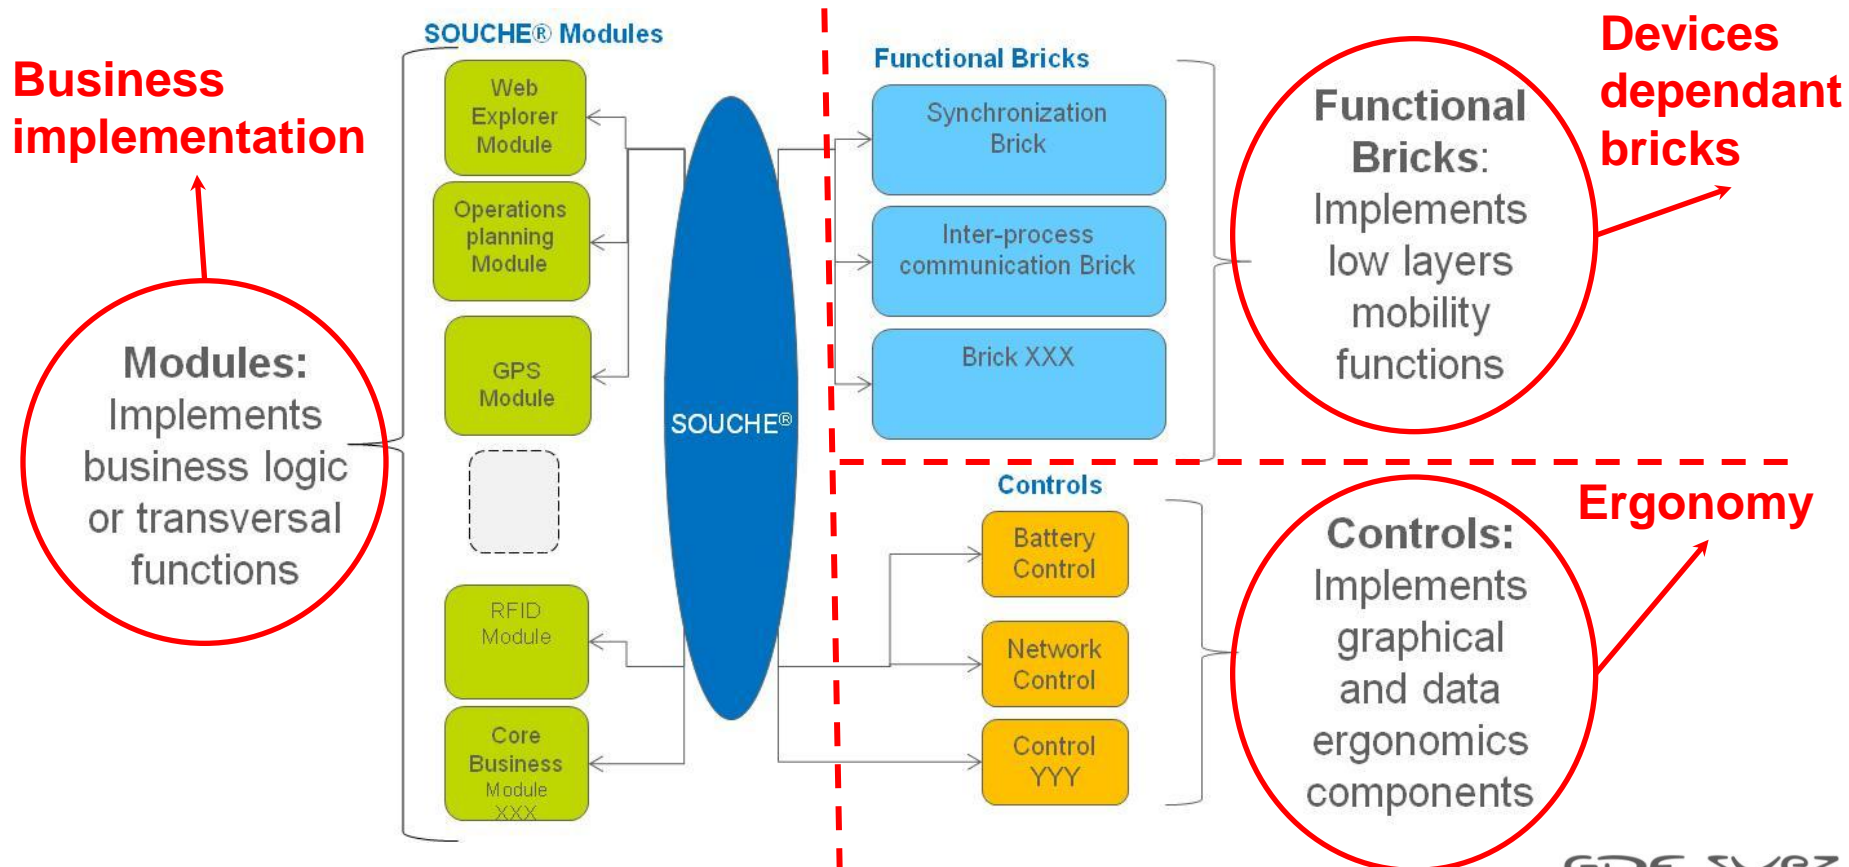 Business
implementation
Modules:
Implements
business logic
or transversal
functions
SOUCHE® Modules
Web
Explorer
Module
Operations
planning
Module
GPS
Module
RFID
Module
Core
Business
Module
XXX
SOUCHE®
Functional Bricks
Synchronization
Brick
Inter-process
communication Brick
Brick XXX
Controls
Battery
Control
Network
Control
Control
YYY
Functional
Bricks:
Implements
low layers
mobility
functions
Devices
dependant
bricks
Controls:
Implements
graphical
and data
ergonomics
components
Ergonomy